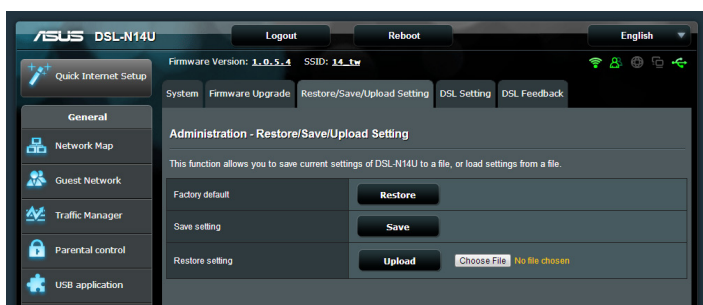 ASUS DSL-N14U Logout Reboot English
Quick Internet Setup
Firmware Version: 1.0.5.4 SSID: 14_tw
System Firmware Upgrade Restore/Save/Upload Setting DSL Setting DSL Feedback
General
Network Map
Guest Network
Traffic Manager
Parental control
USB application
Administration - Restore/Save/Upload Setting
This function allows you to save current settings of DSL-N14U to a file, or load settings from a file.
Factory default Restore
Save setting Save
Restore setting Upload Choose File No file chosen